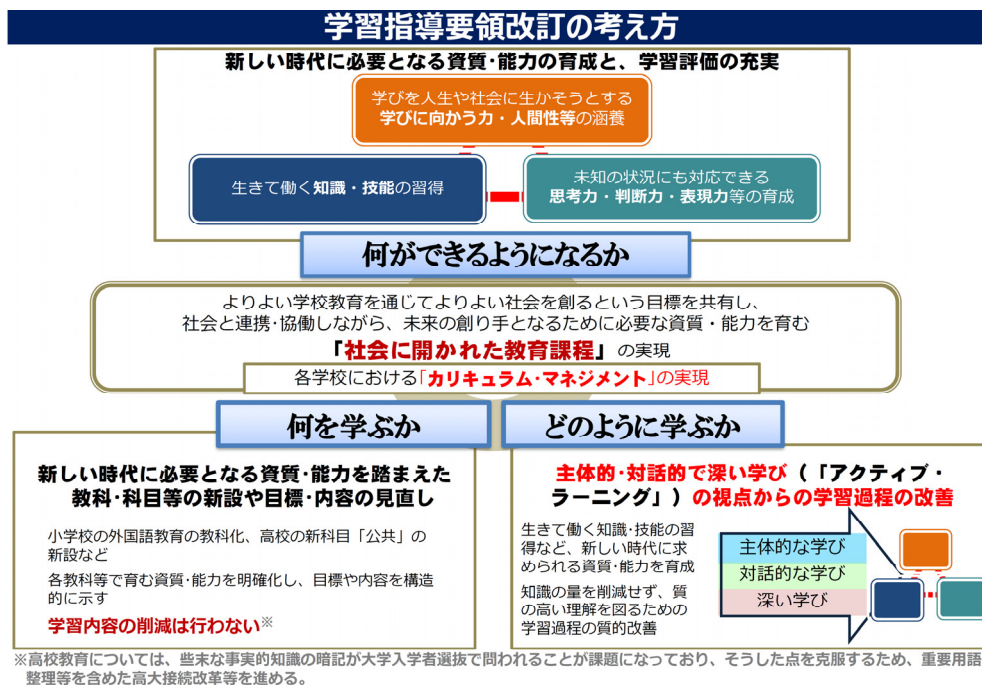 学習指導要領改訂の考え方
新しい時代に必要となる資質・能力の育成と、学習評価の充実
学びを人生や社会に生かそうとする
学びに向かう力・人間性等の涵養
生きて働く知識・技能の習得
未知の状況にも対応できる
思考力・判断力・表現力等の育成
何ができるようになるか
よりよい学校教育を通じてよりよい社会を創るという目標を共有し、
社会と連携・協働しながら、未来の創り手となるために必要な資質・能力を育む
「社会に開かれた教育課程」の実現
各学校における「カリキュラム・マネジメント」の実現
何を学ぶか
新しい時代に必要となる資質・能力を踏まえた
教科・科目等の新設や目標・内容の見直し
小学校の外国語教育の教科化、高校の新科目「公共」の
新設など
各教科等で育む資質・能力を明確化し、目標や内容を構造
的に示す
学習内容の削減は行わない※
どのように学ぶか
主体的・対話的で深い学び（「アクティブ・
ラーニング」）の視点からの学習過程の改善
生きて働く知識・技能の習
得など、新しい時代に求
められる資質・能力を育成
知識の量を削減せず、質
の高い理解を図るための
学習過程の質的改善
主体的な学び
対話的な学び
深い学び
※高校教育については、些末な事実的知識の暗記が大学入学者選抜で問われることが課題になっており、そうした点を克服するため、重要用語
整理等を含めた高大接続改革等を進める。